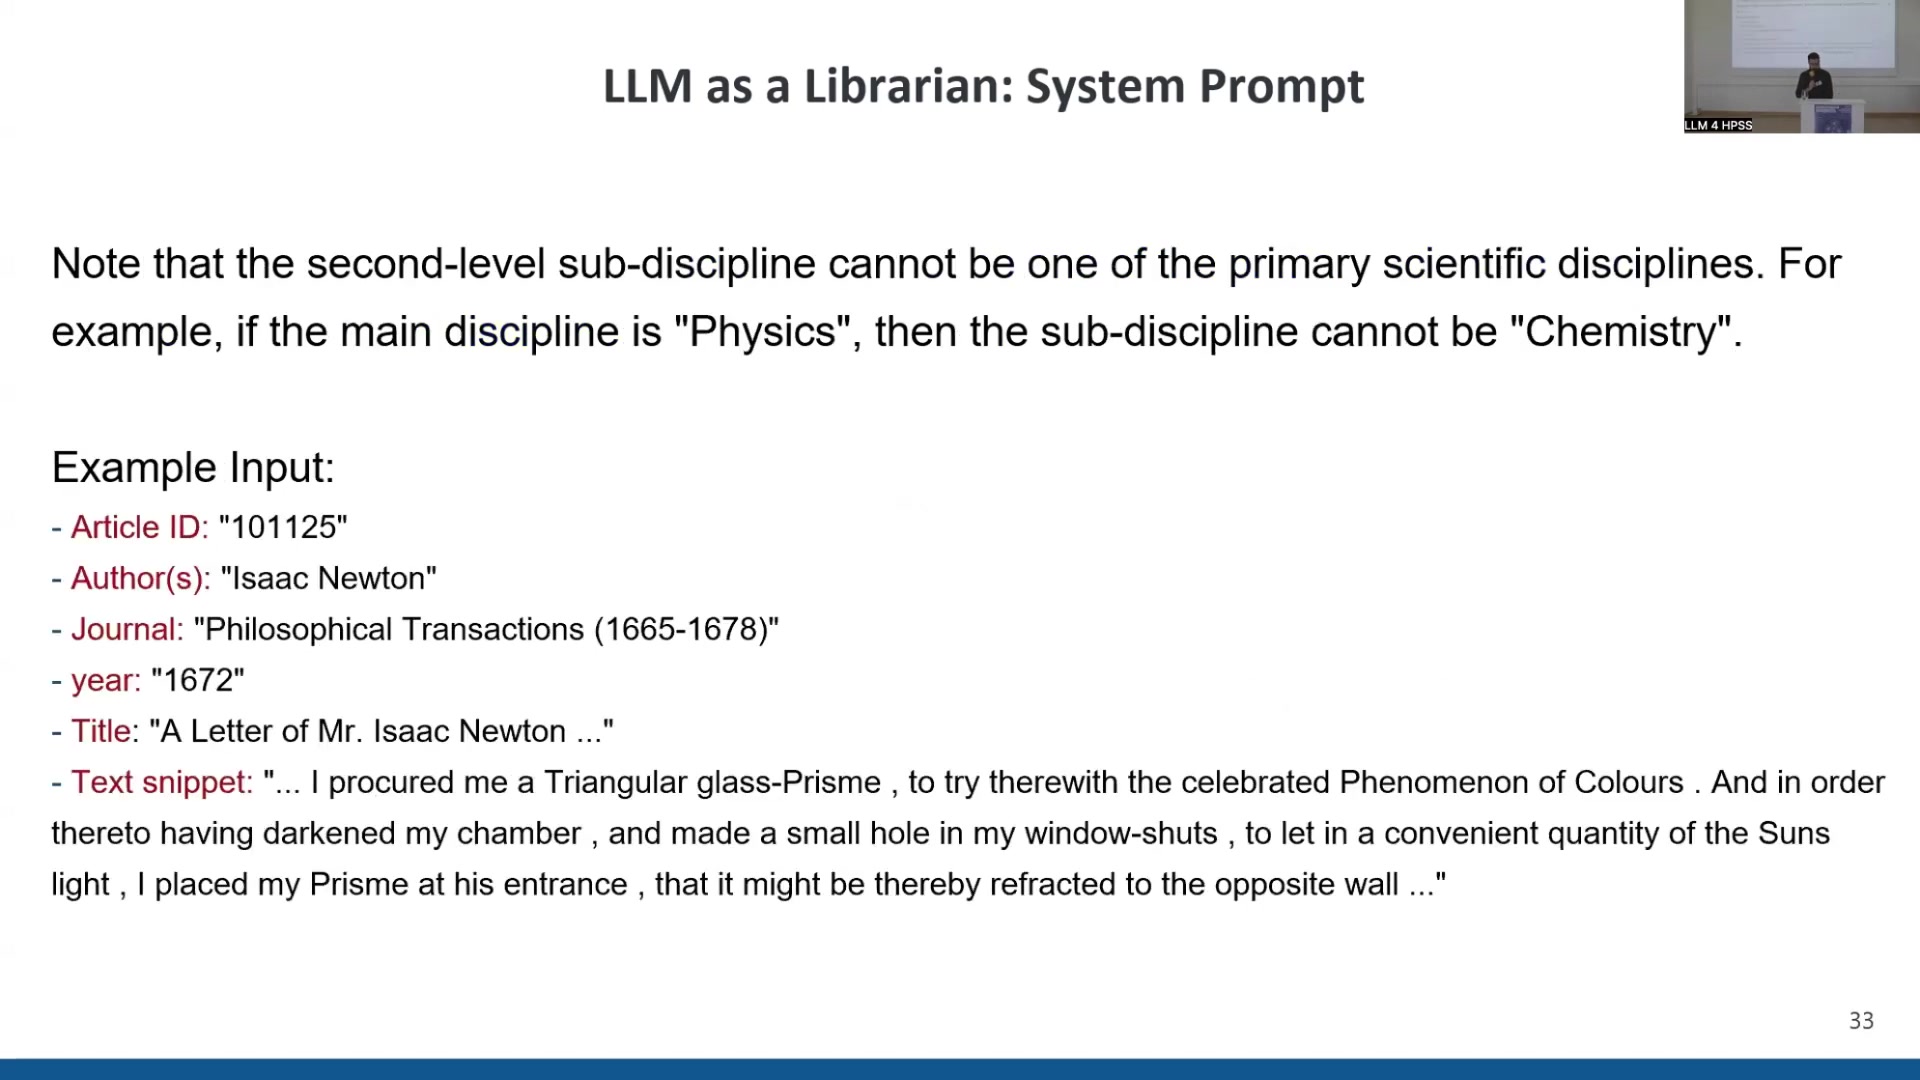 LLM as a Librarian: System Prompt
LLM 4 HPSS
Note that the second-level sub-discipline cannot be one of the primary scientific disciplines. For
example, if the main discipline is "Physics", then the sub-discipline cannot be "Chemistry".
Example Input:
- Article ID: "101125"
- Author(s): "Isaac Newton"
- Journal: "Philosophical Transactions (1665-1678)"
- year: "1672"
- Title: "A Letter of Mr. Isaac Newton ..."
- Text snippet: "... I procured me a Triangular glass-Prisme , to try therewith the celebrated Phenomenon of Colours . And in order
thereto having darkened my chamber , and made a small hole in my window-shuts , to let in a convenient quantity of the Suns
light , I placed my Prisme at his entrance , that it might be thereby refracted to the opposite wall ..."
33